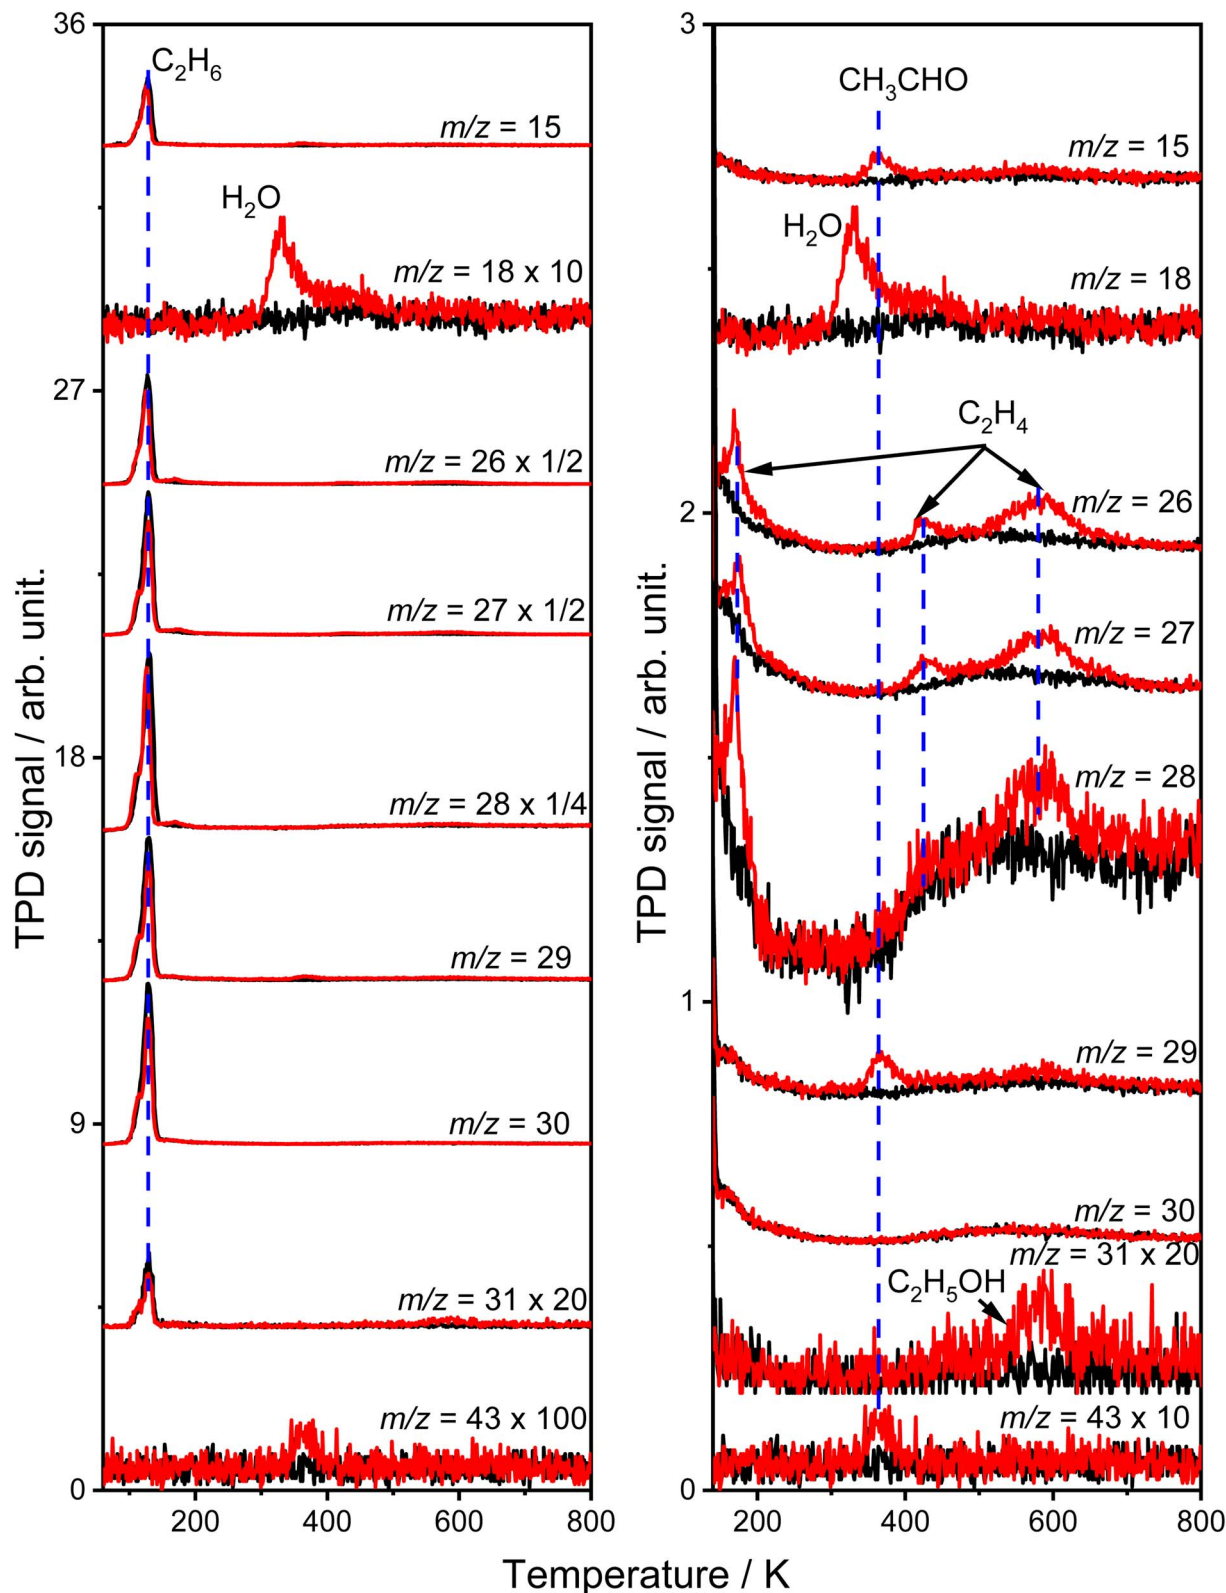 36
C₂H₆
m/z = 15
H₂O
m/z = 18 x 10
27
m/z = 26 x 1/2
m/z = 27 x 1/2
18
m/z = 28 x 1/4
m/z = 29
9
m/z = 30
m/z = 31 x 20
m/z = 43 x 100
0
200 400 600 800
TPD signal / arb. unit.
3
CH₃CHO
m/z = 15
H₂O
m/z = 18
C₂H₄
2
m/z = 26
m/z = 27
m/z = 28
1
m/z = 29
m/z = 30
m/z = 31 x 20
C₂H₅OH
m/z = 43 x 10
0
200 400 600 800
TPD signal / arb. unit.
Temperature / K